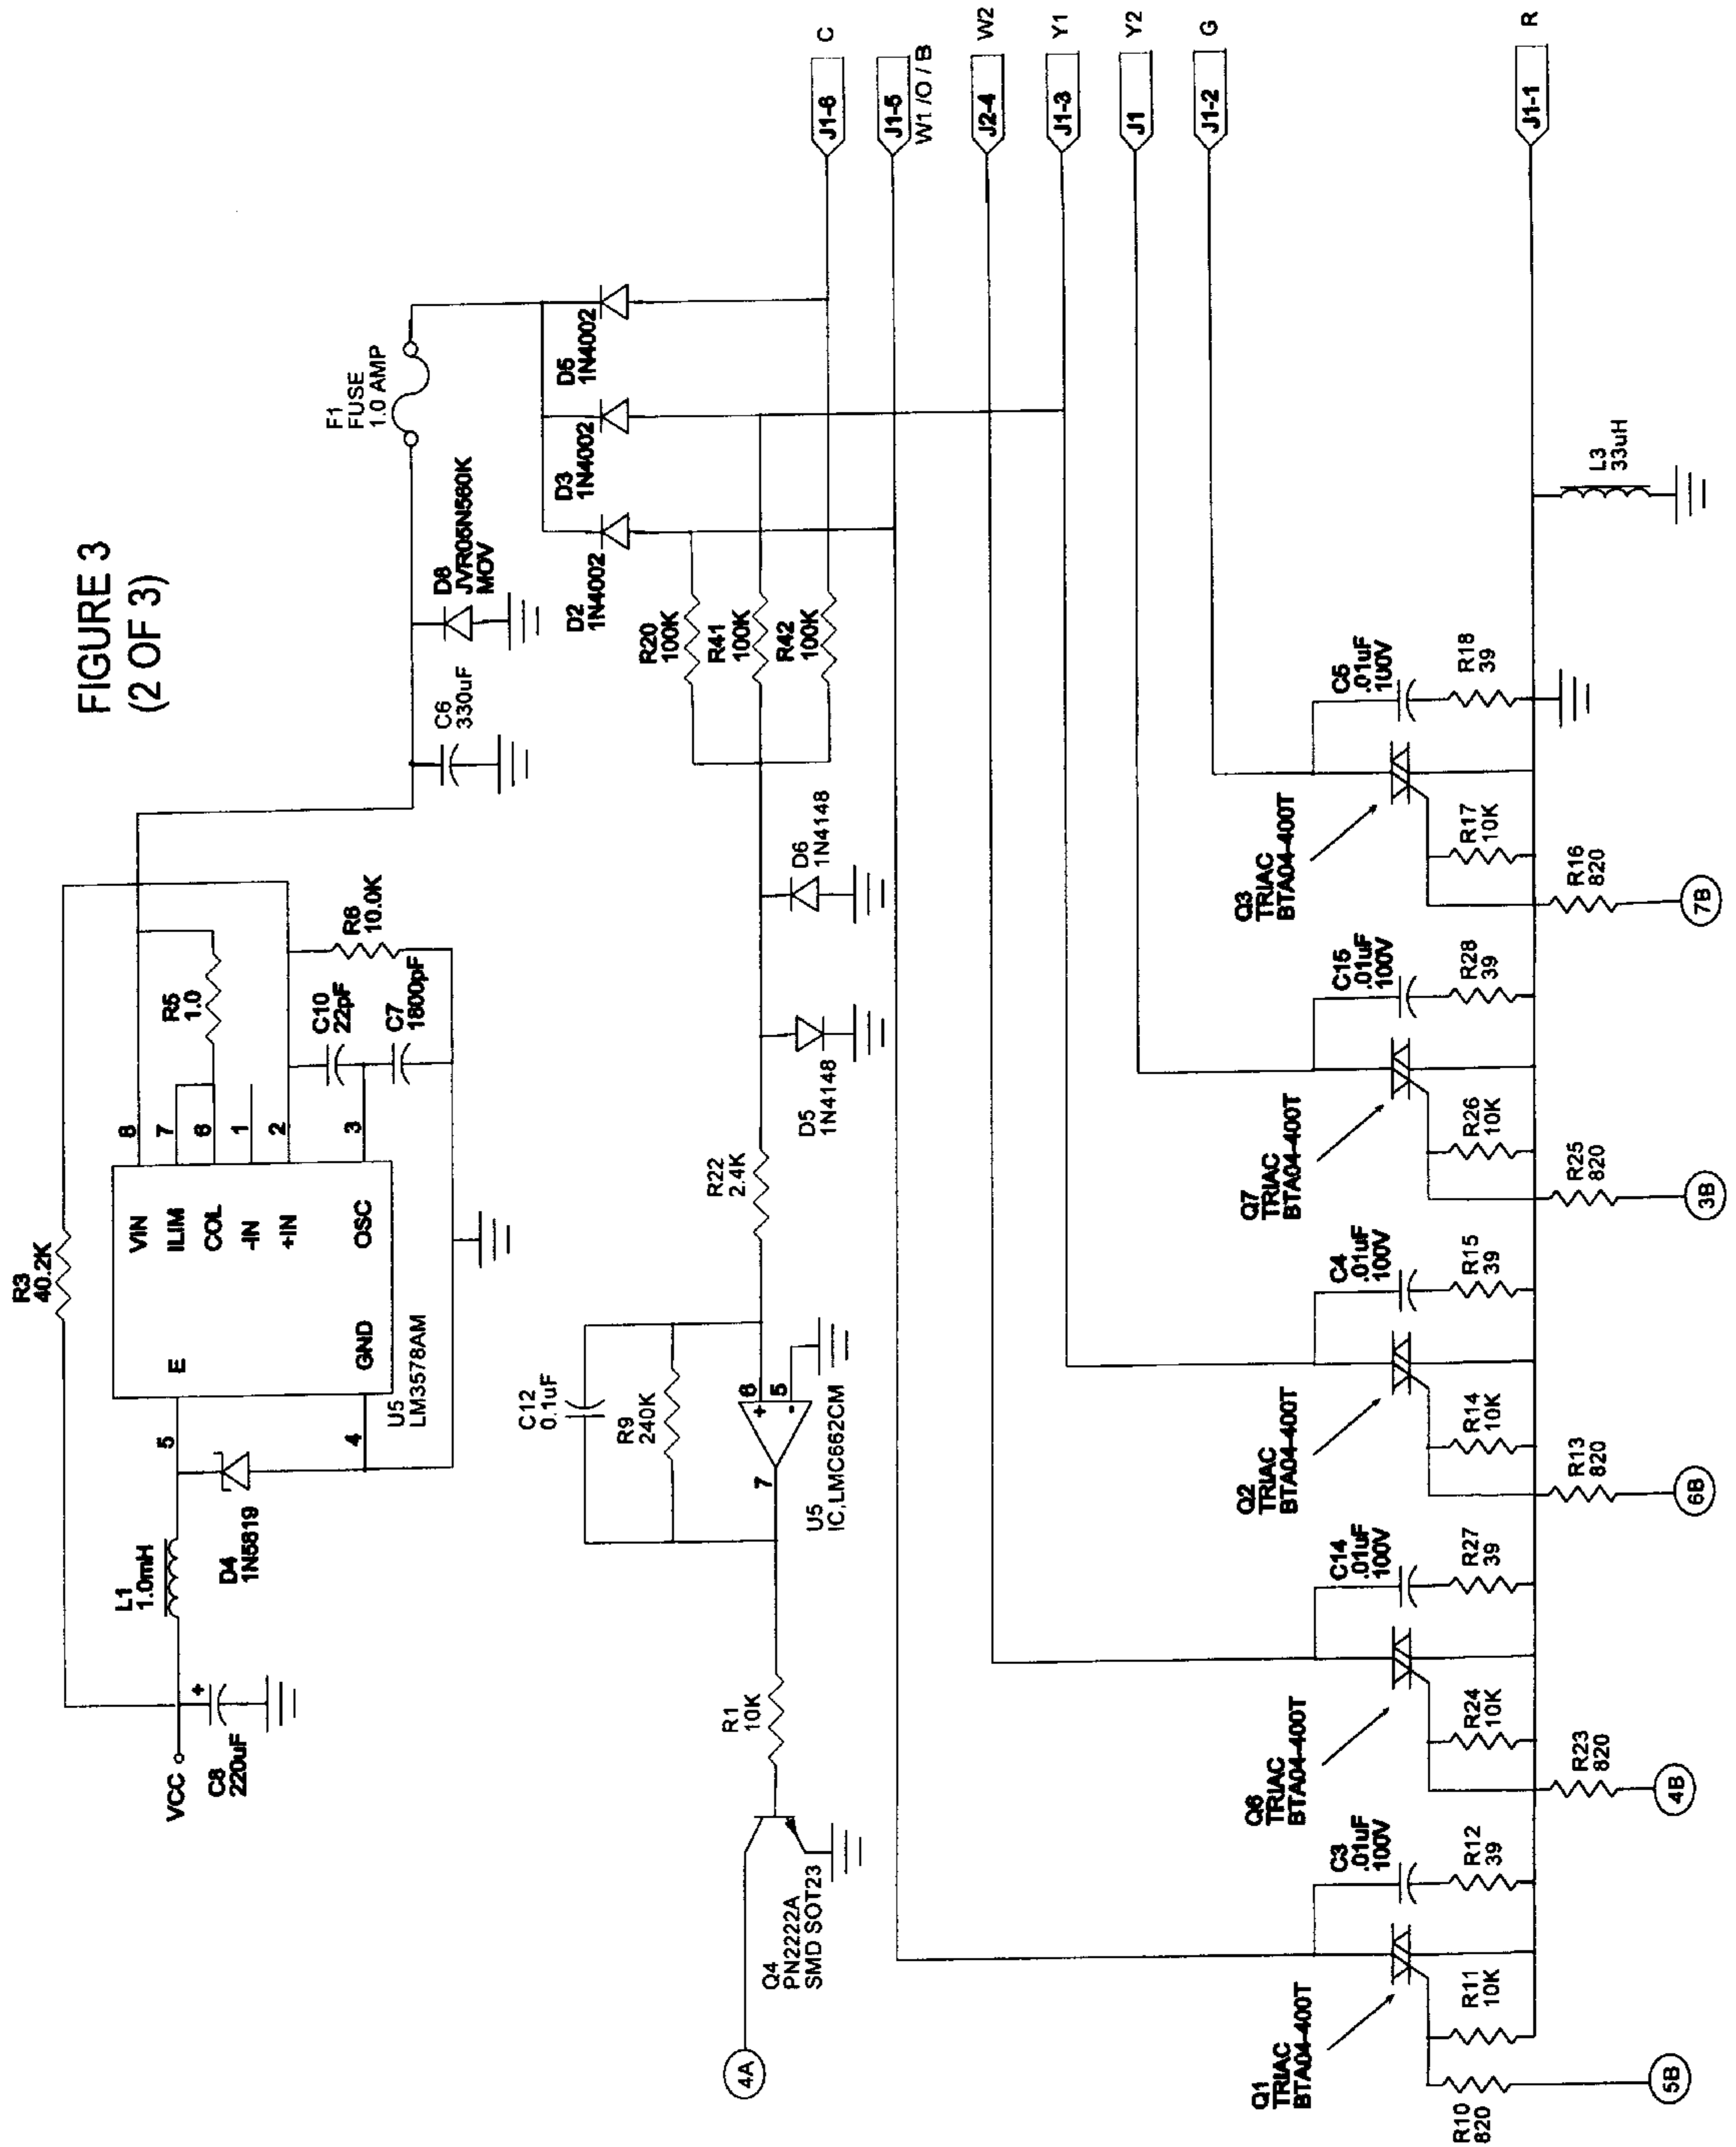 FIGURE 3
(2 OF 3)
R3
40.2K
L1
1.0mH
VCC
C8
220uF
D4
1N5819
5
4
E
GND
U5
LM3578AM
VIN
ILIM
COL
-IN
+IN
OSC
8
7
6
1
2
3
R5
1.0
C10
22pF
C7
1800pF
R6
10.0K
C6
330uF
D8
JVR05N560K
MOV
F1
FUSE
1.0 AMP
D2
1N4002
D3
1N4002
D5
1N4002
R20
100K
R41
100K
R42
100K
D6
1N4148
D5
1N4148
R22
2.4K
C12
0.1uF
R9
240K
6
5
7
+
-
U5
IC,LMC662CM
R1
10K
Q4
PN2222A
SMD SOT23
4A
J1-6
C
J1-5
W1 /O / B
J2-4
W2
J1-3
Y1
J1
Y2
J1-2
G
J1-1
R
L3
33uH
Q1
TRIAC
BTA04-400T
C3
.01uF
100V
R12
39
R11
10K
R10
820
5B
Q6
TRIAC
BTA04-400T
C14
.01uF
100V
R27
39
R24
10K
R23
820
4B
Q2
TRIAC
BTA04-400T
C4
.01uF
100V
R15
39
R14
10K
R13
820
6B
Q7
TRIAC
BTA04-400T
C15
.01uF
100V
R28
39
R26
10K
R25
820
3B
Q3
TRIAC
BTA04-400T
C5
.01uF
100V
R18
39
R17
10K
R16
820
7B